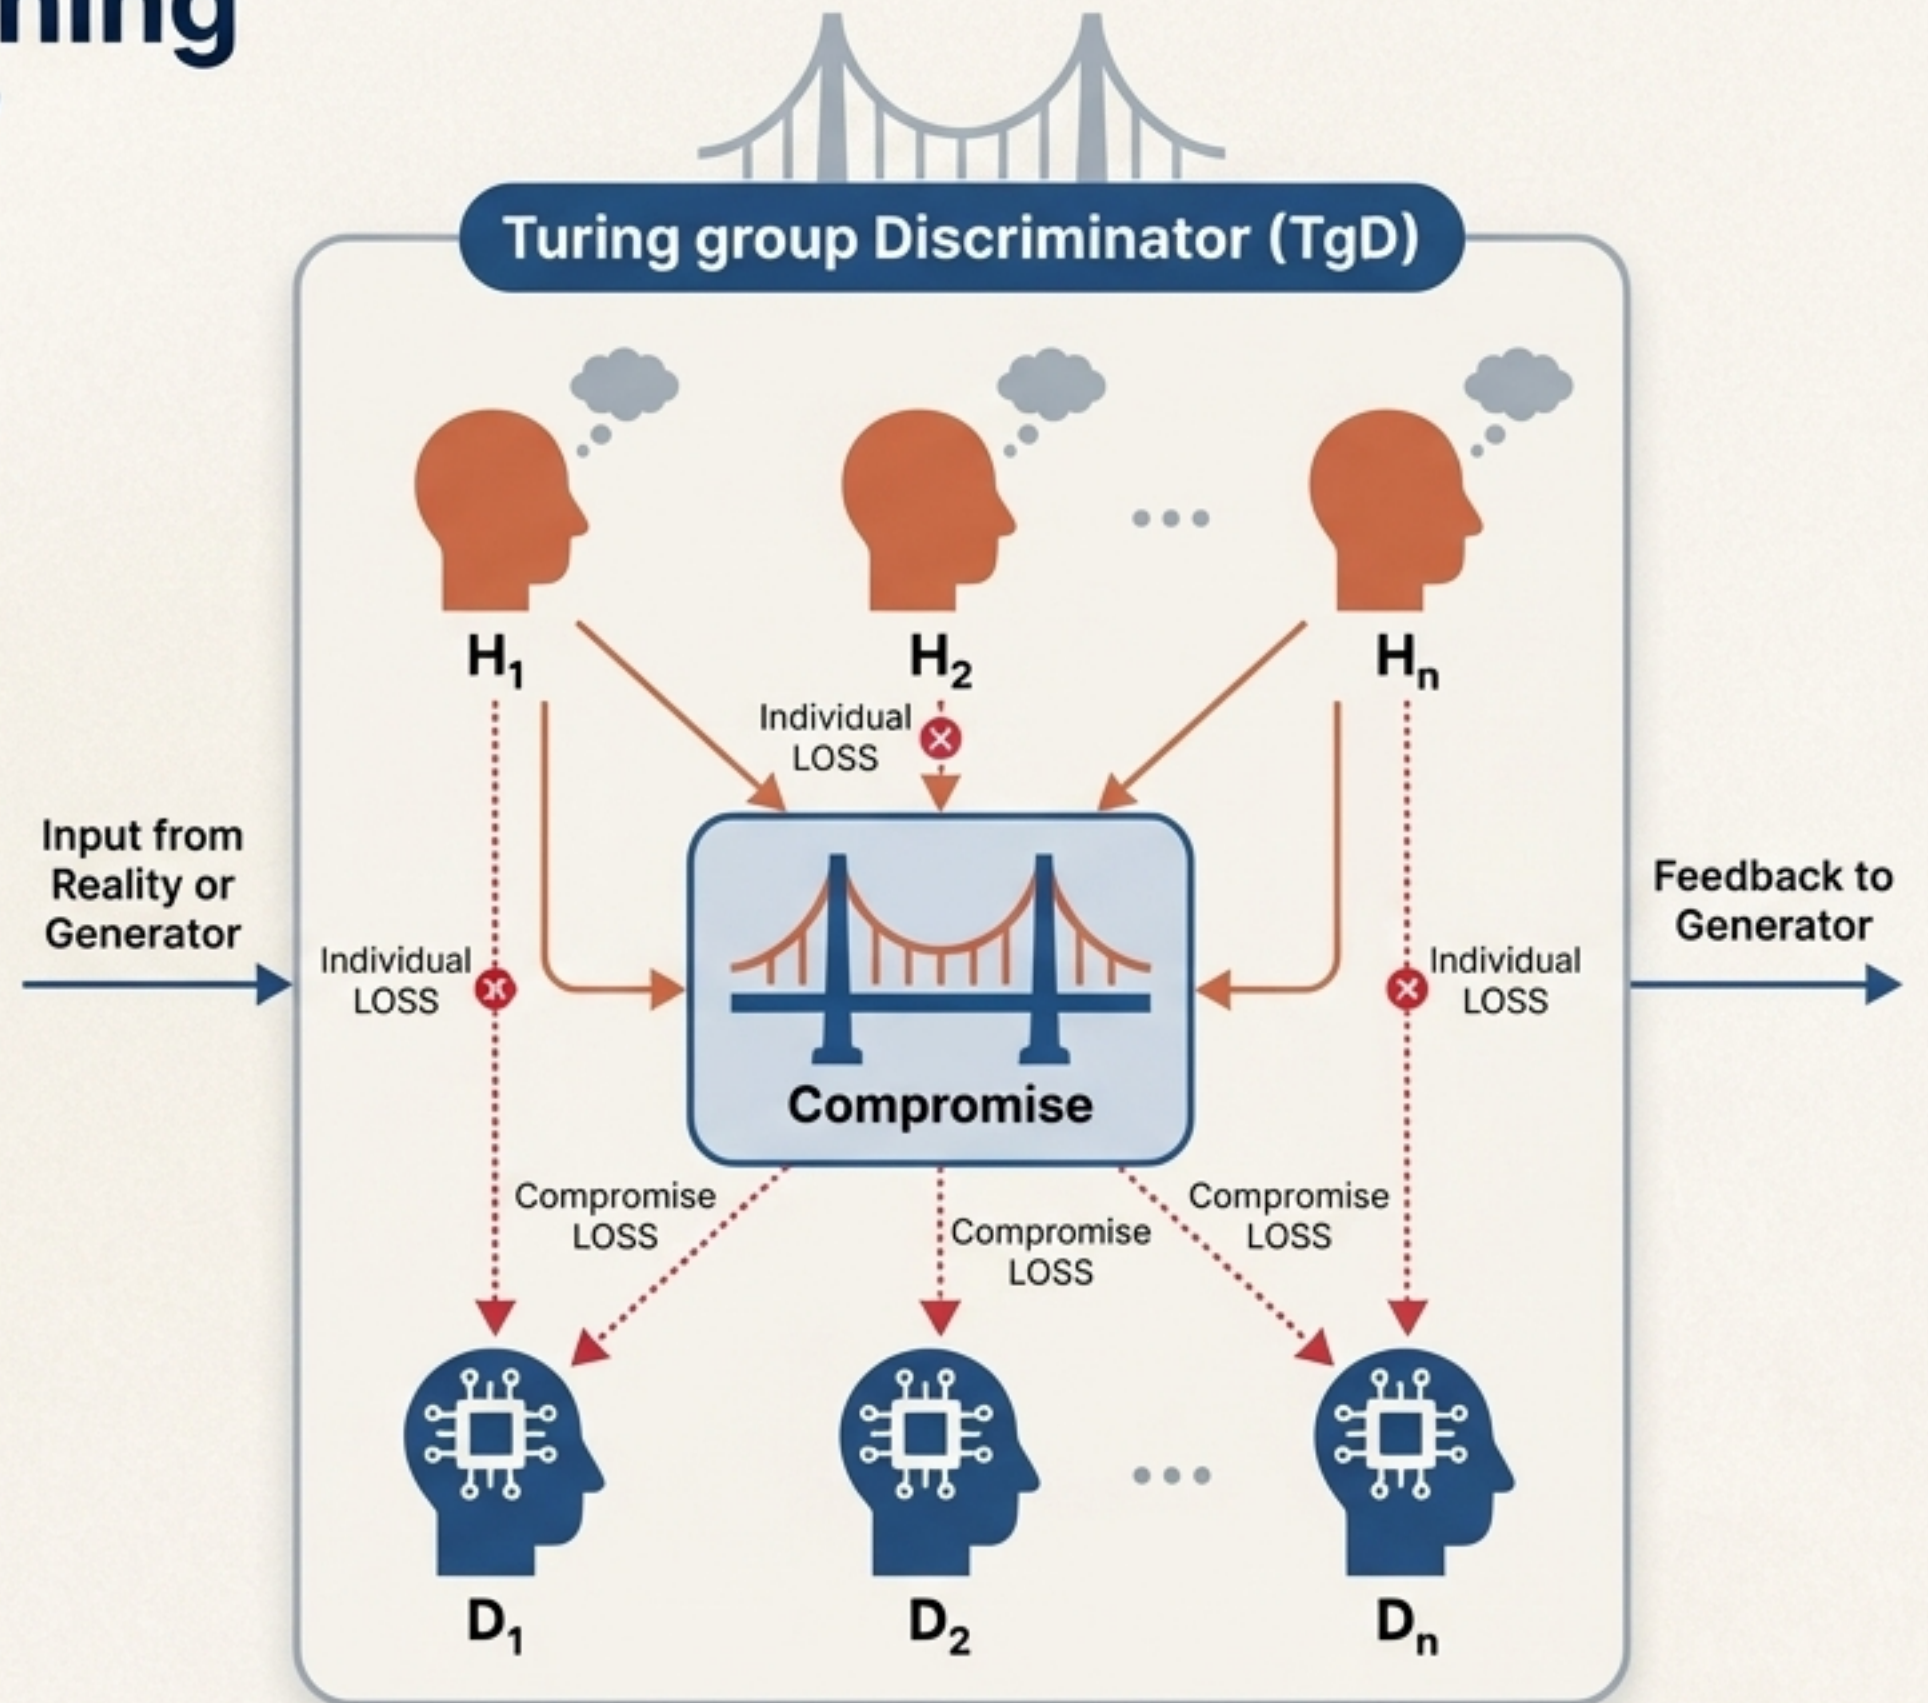 ning
Turing group Discriminator (TgD)
H₁
H₂
Hₙ
Individual
LOSS
Input from
Reality or
Generator
Individual
LOSS
Individual
LOSS
Feedback to
Generator
Compromise
Compromise
LOSS
Compromise
LOSS
Compromise
LOSS
D₁
D₂
Dₙ